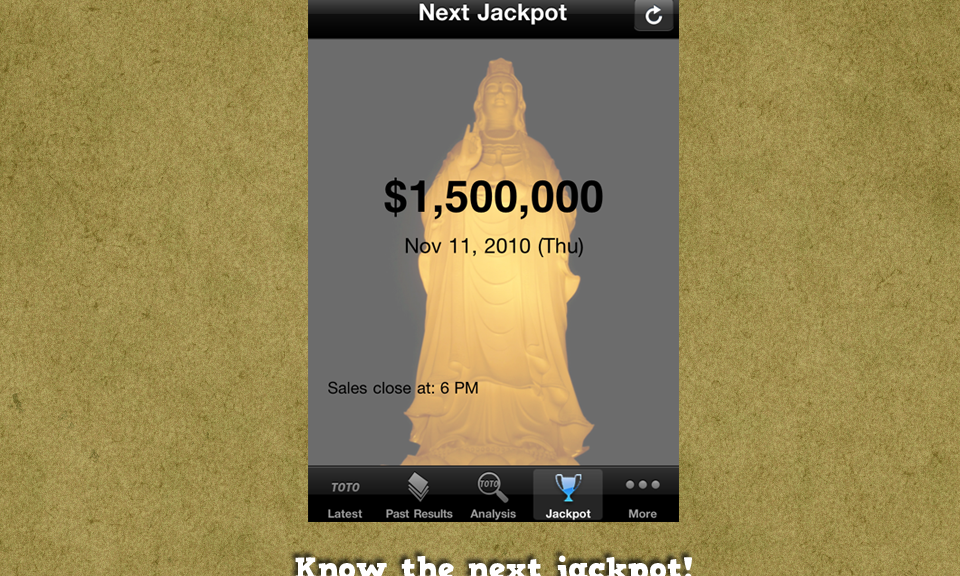 Next Jackpot
$1,500,000
Nov 11, 2010 (Thu)
Sales close at: 6 PM
TOTO
TOTO
Latest
Past Results
Analysis
Jackpot
More
Know the next jackpot!